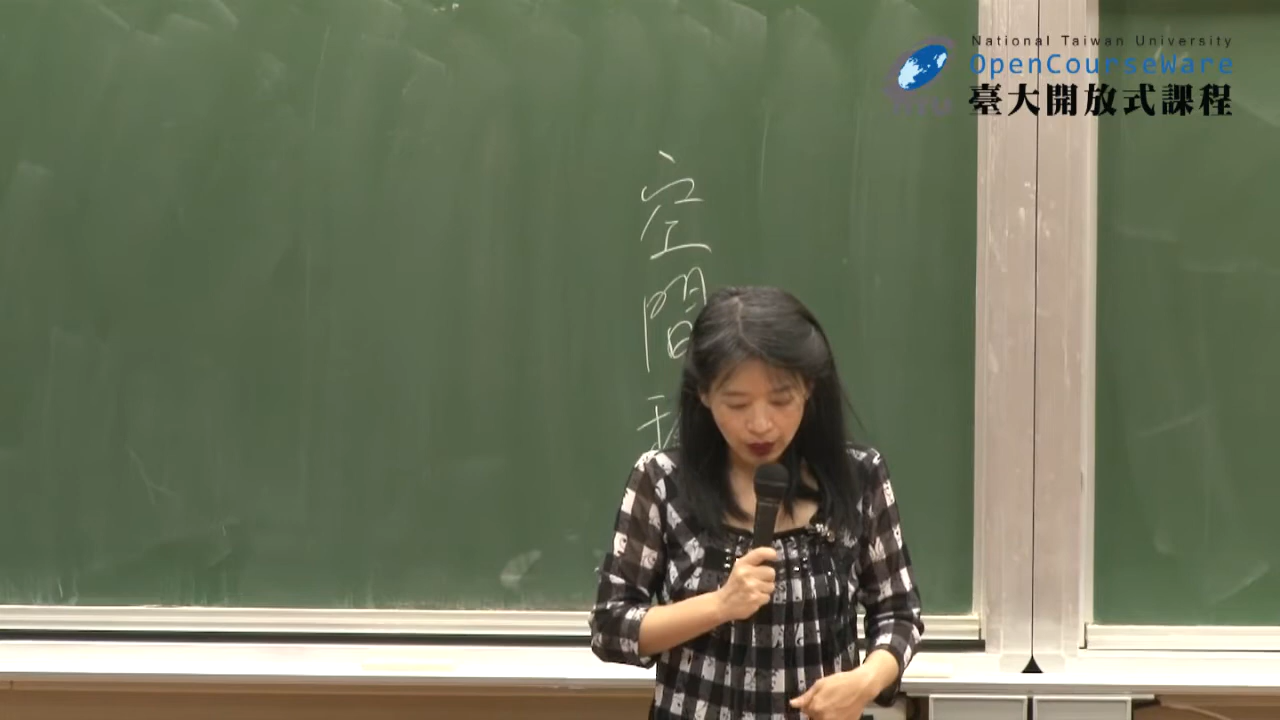 National Taiwan University
OpenCourseWare
臺大開放式課程
空間